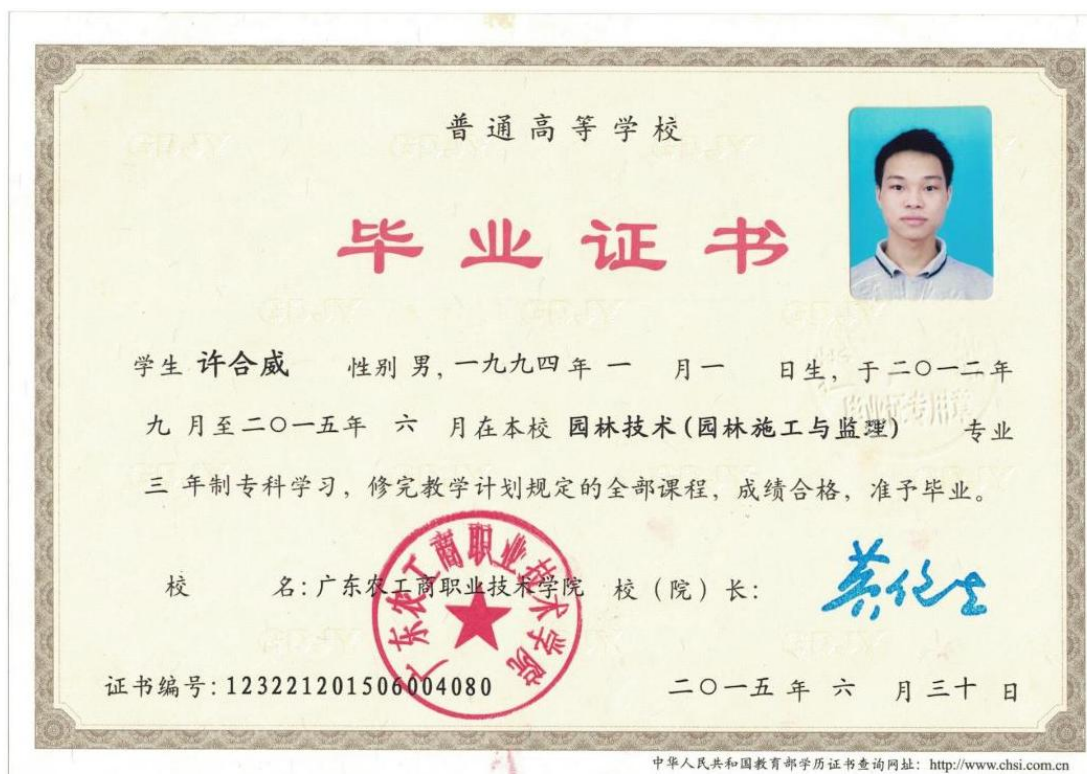 普通高等学校
毕业证书
学生 许合威 性别 男, 一九九四 年 一 月 一 日生, 于二〇一二年
九 月至二〇一五年 六 月在本校 园林技术(园林施工与监理) 专业
三 年制专科学习, 修完教学计划规定的全部课程, 成绩合格, 准予毕业。
校 名: 广东农工商职业技术学院 校(院)长:
广东农工商职业技术学院
证书编号: 123221201506004080 二〇一五 年 六 月 三十 日
中华人民共和国教育部学历证书查询网址: http://www.chsi.com.cn